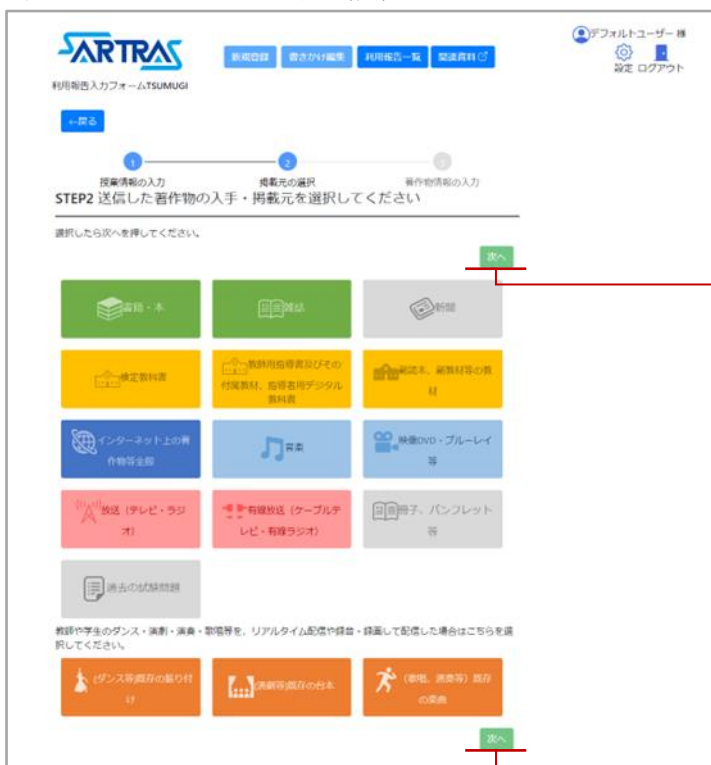 デフォルトユーザー 様
SARTRAS
新規登録 書きかけ編集 利用報告一覧 関連資料
設定 ログアウト
利用報告入力フォームTSUMUGI
←戻る
1 2 3
授業情報の入力 掲載元の選択 著作物情報の入力
STEP2 送信した著作物の入手・掲載元を選択してください
選択したら次へを押してください。
次へ
書籍・本 雑誌 新聞
検定教科書
教師用指導書及びその
付属教材、指導者用デジタル
教科書
副読本、副教材等の教
材
インターネット上の著
作物等全般
音楽
映像DVD・ブルーレイ
等
放送（テレビ・ラジ
オ）
有線放送（ケーブルテ
レビ・有線ラジオ）
冊子、パンフレット
等
過去の試験問題
教師や学生のダンス・演劇・演奏・歌唱等を、リアルタイム配信や録音・録画して配信した場合はこちらを選
択してください。
(ダンス等)既存の振り付
け
(演劇等)既存の台本
（歌唱、演奏等）既存
の楽曲
次へ